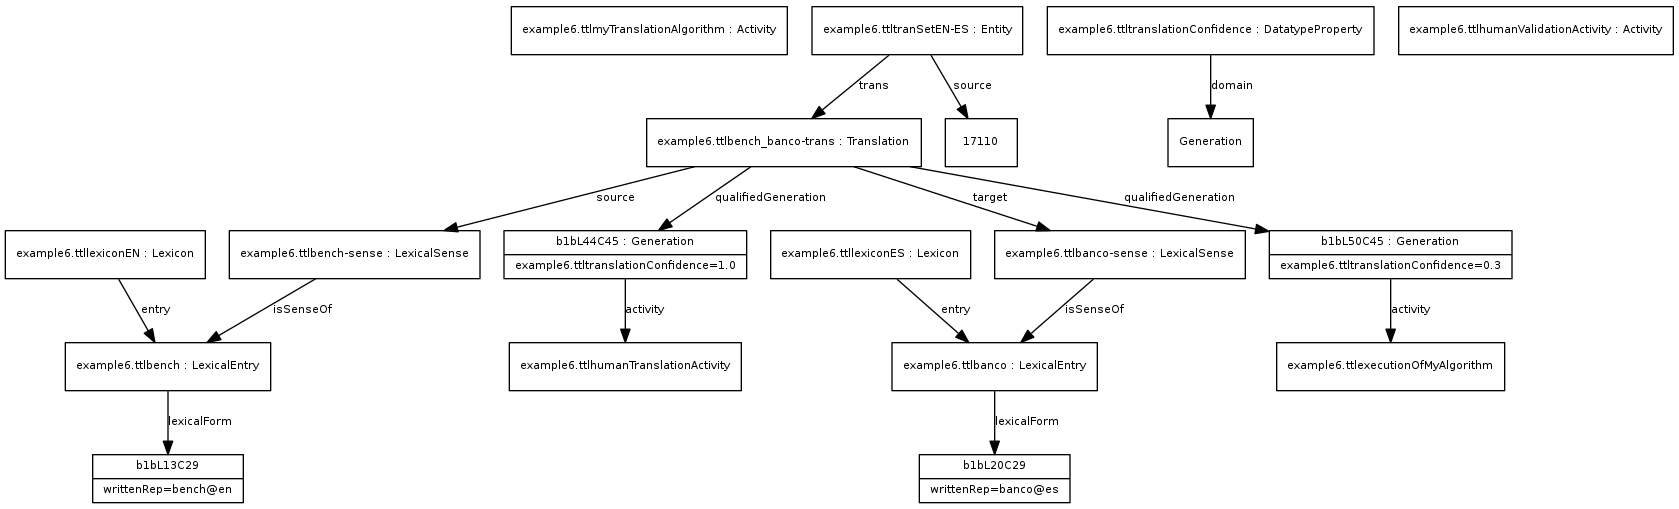 example6.ttlmyTranslationAlgorithm : Activity
example6.ttltranSetEN-ES : Entity
example6.ttltranslationConfidence : DatatypeProperty
example6.ttlhumanValidationActivity : Activity
trans
source
domain
example6.ttlbench_banco-trans : Translation
17110
Generation
source
qualifiedGeneration
target
qualifiedGeneration
example6.ttllexiconEN : Lexicon
example6.ttlbench-sense : LexicalSense
b1bL44C45 : Generation
example6.ttltranslationConfidence=1.0
example6.ttllexiconES : Lexicon
example6.ttlbanco-sense : LexicalSense
b1bL50C45 : Generation
example6.ttltranslationConfidence=0.3
entry
isSenseOf
activity
entry
isSenseOf
activity
example6.ttlbench : LexicalEntry
example6.ttlhumanTranslationActivity
example6.ttlbanco : LexicalEntry
example6.ttlexecutionOfMyAlgorithm
lexicalForm
lexicalForm
b1bL13C29
writtenRep=bench@en
b1bL20C29
writtenRep=banco@es